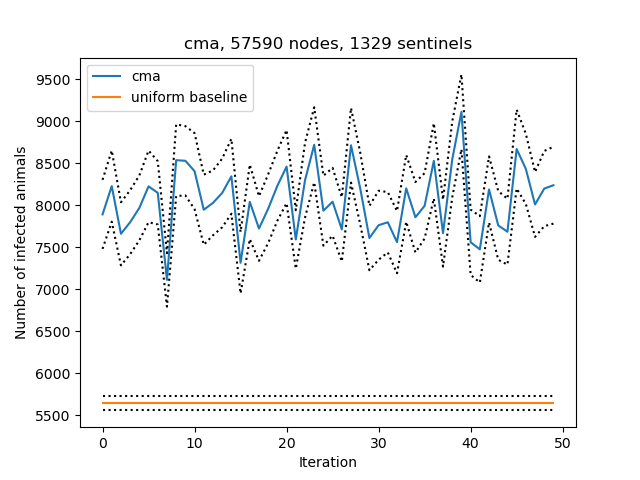 cma, 57590 nodes, 1329 sentinels
cma
uniform baseline
Number of infected animals
9500
9000
8500
8000
7500
7000
6500
6000
5500
0 10 20 30 40 50
Iteration